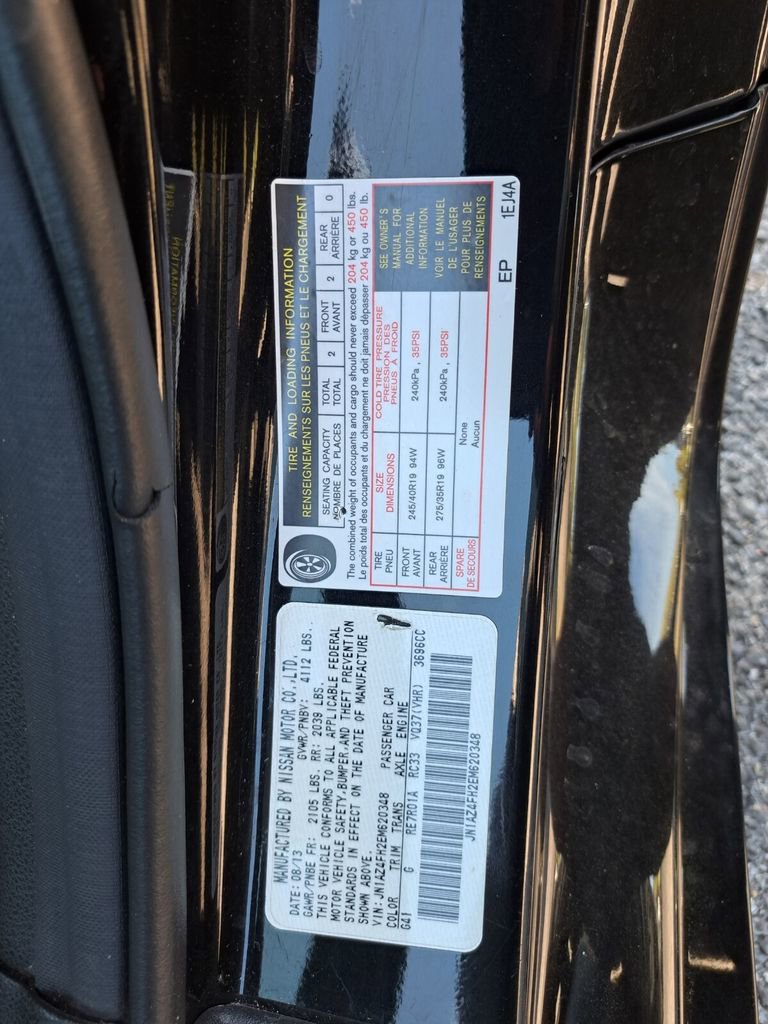 MANUFACTURED BY NISSAN MOTOR CO.,LTD.
DATE: 08/13 GVWR/PNBV: 4112 LBS.
GAWR/PNBE FR: 2105 LBS. RR: 2039 LBS.
THIS VEHICLE CONFORMS TO ALL APPLICABLE FEDERAL
MOTOR VEHICLE SAFETY,BUMPER,AND THEFT PREVENTION
STANDARDS IN EFFECT ON THE DATE OF MANUFACTURE
SHOWN ABOVE.
VIN:JN1AZ4FH2EM620348 PASSENGER CAR
COLOR TRIM TRANS AXLE ENGINE
G41 G RE7R01A RC33 VQ37(VHR) 3696CC
JN1AZ4FH2EM620348
TIRE AND LOADING INFORMATION
RENSEIGNEMENTS SUR LES PNEUS ET LE CHARGEMENT
SEATING CAPACITY TOTAL 2 FRONT 2 REAR 0
NOMBRE DE PLACES TOTAL AVANT ARRIÈRE
The combined weight of occupants and cargo should never exceed 204 kg or 450 lbs.
Le poids total des occupants et du chargement ne doit jamais dépasser 204 kg ou 450 lb.
TIRE SIZE COLD TIRE PRESSURE
PNEU DIMENSIONS PRESSION DES
PNEUS À FROID
FRONT 245/40R19 94W 240kPa , 35PSI
AVANT
REAR 275/35R19 96W 240kPa , 35PSI
ARRIÈRE
SPARE None
DE SECOURS Aucun
SEE OWNER'S
MANUAL FOR
ADDITIONAL
INFORMATION
VOIR LE MANUEL
DE L'USAGER
POUR PLUS DE
RENSEIGNEMENTS
EP 1EJ4A